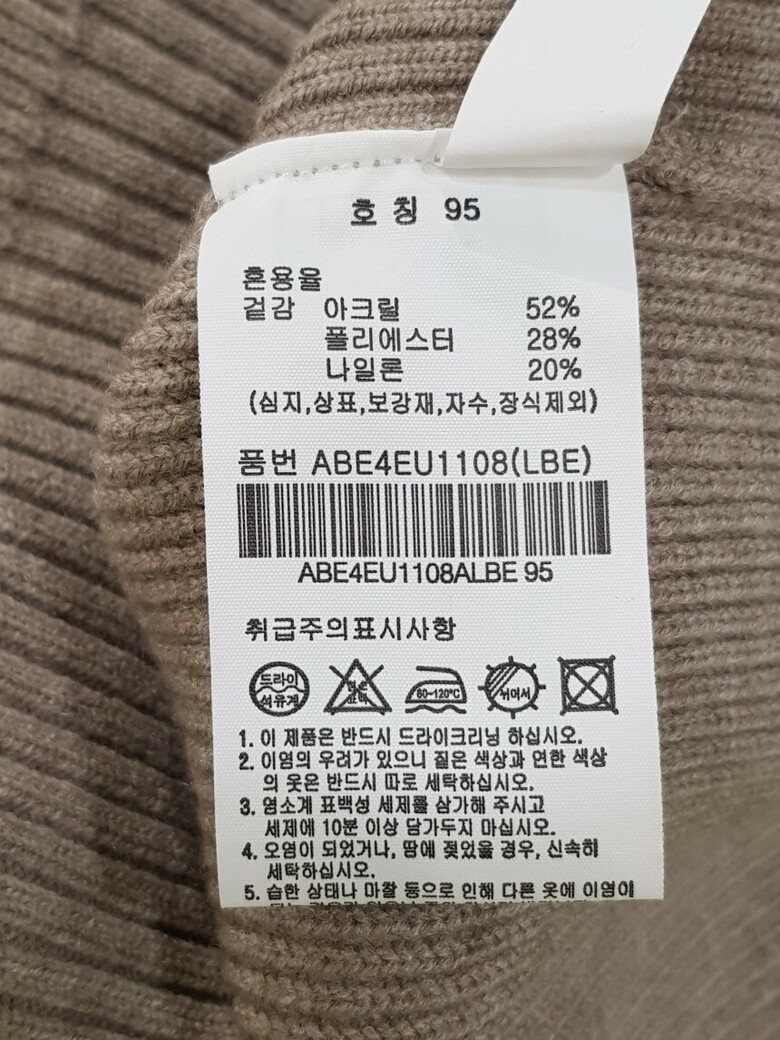 호칭 95
혼용율
겉감 아크릴 52%
폴리에스터 28%
나일론 20%
(심지,상표,보강재,자수,장식제외)
품번 ABE4EU1108(LBE)
ABE4EU1108ALBE 95
취급주의표시사항
드라이 석유계 염소 표백 80~120℃ 뉘어서
1. 이 제품은 반드시 드라이크리닝 하십시오.
2. 이염의 우려가 있으니 짙은 색상과 연한 색상
의 옷은 반드시 따로 세탁하십시오.
3. 염소계 표백성 세제를 삼가해 주시고
세제에 10분 이상 담가두지 마십시오.
4. 오염이 되었거나, 땀에 젖었을 경우, 신속히
세탁하십시오.
5. 습한 상태나 마찰 등으로 인해 다른 옷에 이염이